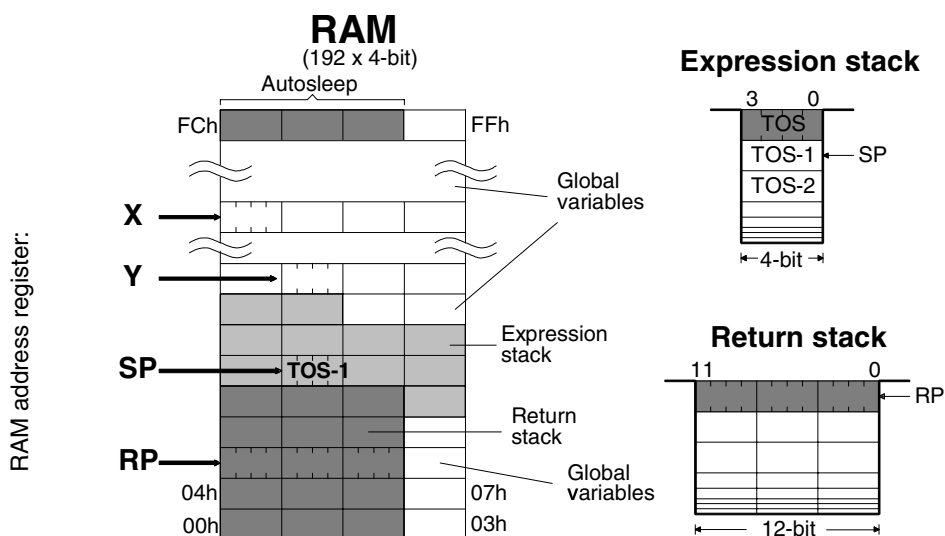 RAM
(192 x 4-bit)
Autosleep
FCh
FFh
Global
variables
X
Y
SP
TOS-1
Expression
stack
Return
stack
RP
Global
variables
04h
07h
00h
03h
RAM address register:
Expression stack
3 0
TOS
TOS-1
SP
TOS-2
4-bit
Return stack
11 0
RP
12-bit